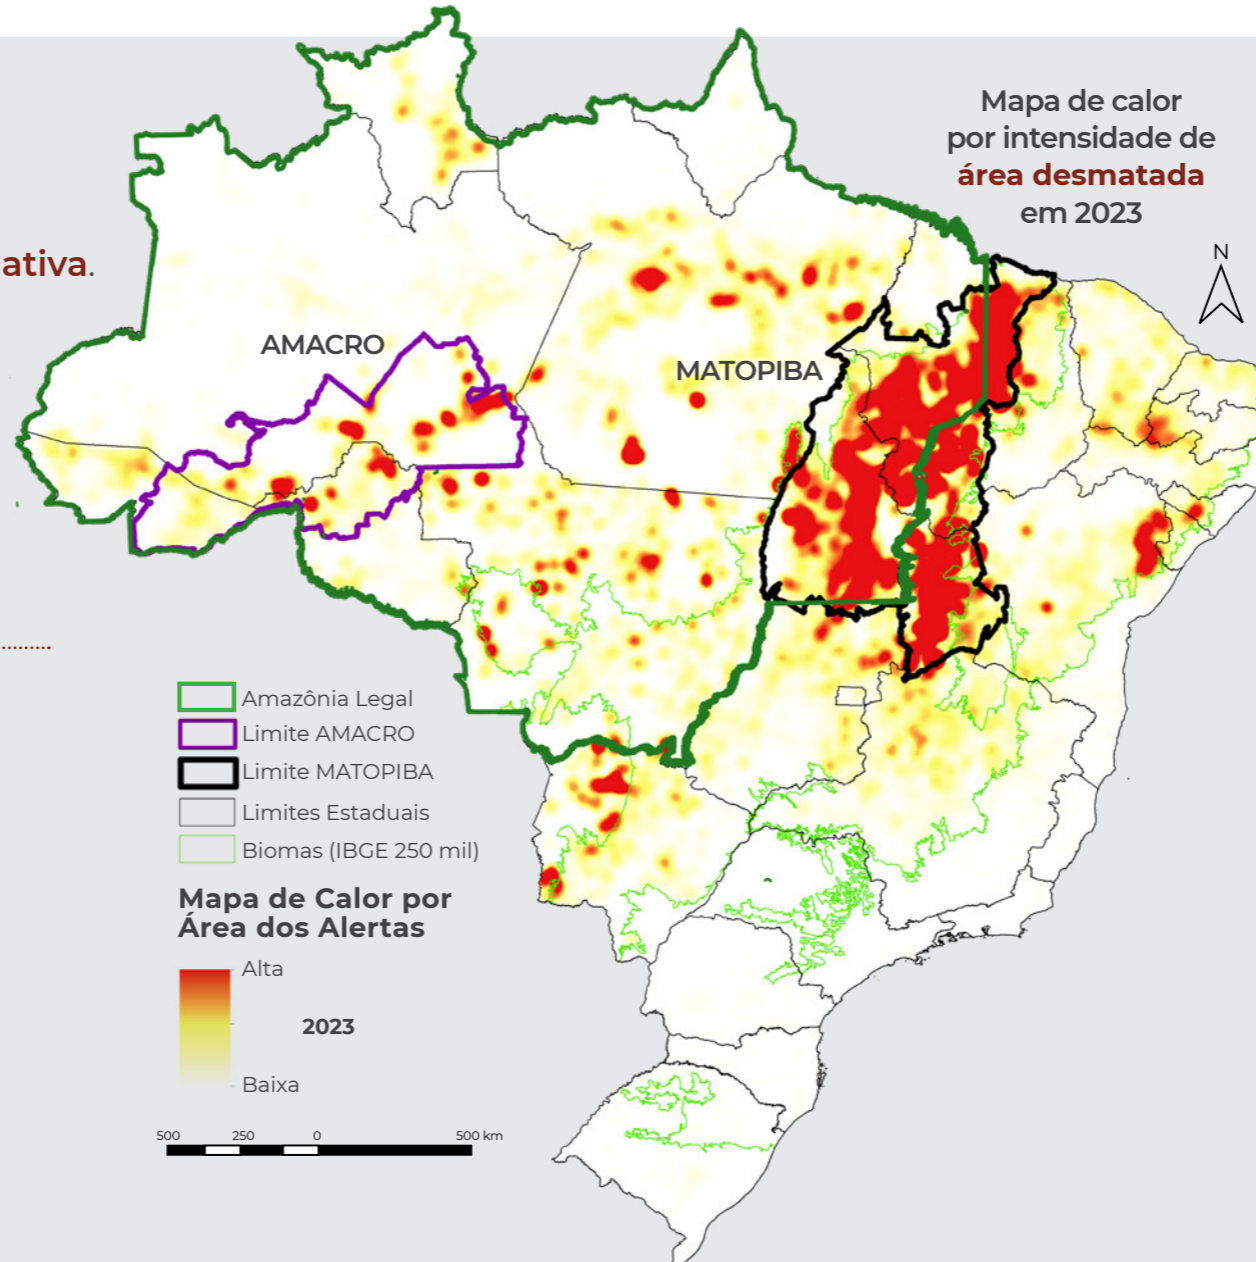 Mapa de calor
por intensidade de
área desmatada
em 2023
N
ativa.
AMACRO
MATOPIBA
Amazônia Legal
Limite AMACRO
Limite MATOPIBA
Limites Estaduais
Biomas (IBGE 250 mil)
Mapa de Calor por
Área dos Alertas
Alta
2023
Baixa
500 250 0 500 km